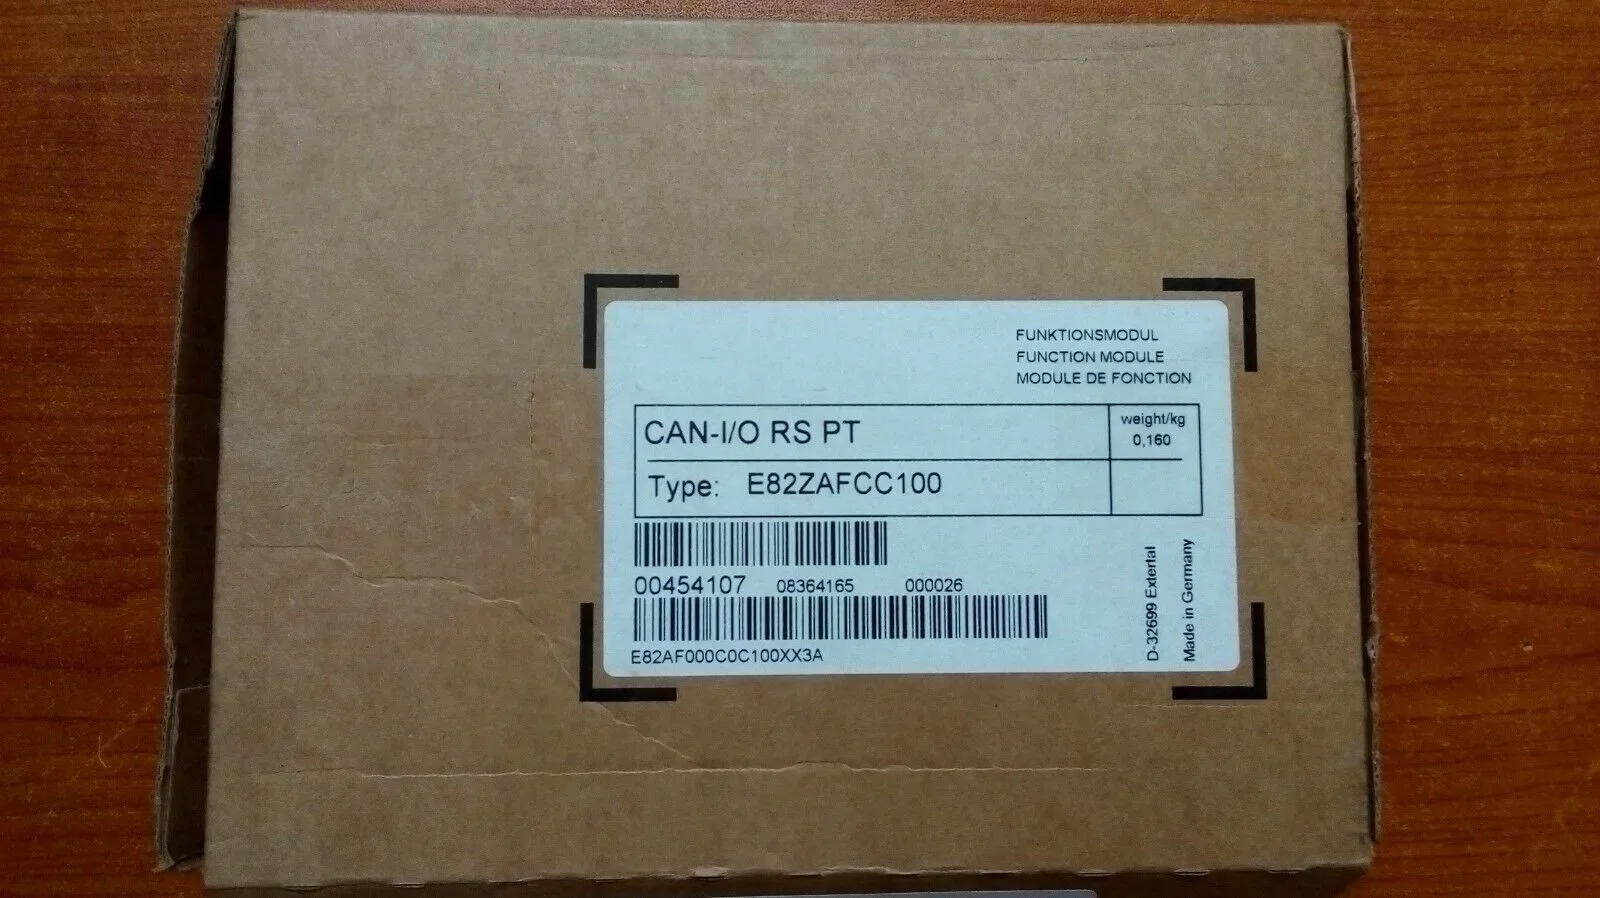 FUNKTIONSMODUL
FUNCTION MODULE
MODULE DE FONCTION
CAN-I/O RS PT
weight/kg
0,160
Type: E82ZAFCC100
00454107 08364165 000026
E82AF000C0C100XX3A
D-32699 Extertal
Made in Germany